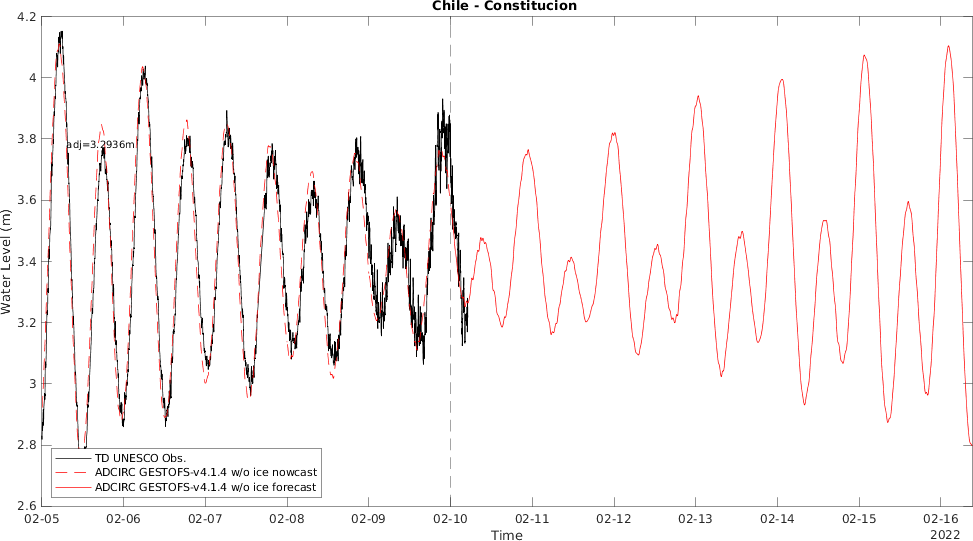 Chile - Constitucion
4.2
4
3.8
3.6
3.4
3.2
3
2.8
2.6
Water Level (m)
adj=3.2936m
TD UNESCO Obs.
ADCIRC GESTOFS-v4.1.4 w/o ice nowcast
ADCIRC GESTOFS-v4.1.4 w/o ice forecast
02-05 02-06 02-07 02-08 02-09 02-10 02-11 02-12 02-13 02-14 02-15 02-16
2022
Time